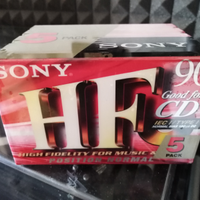 SONY
SONY 90
Good for
CD
HF
5
PACK
HIGH FIDELITY FOR MUSIC